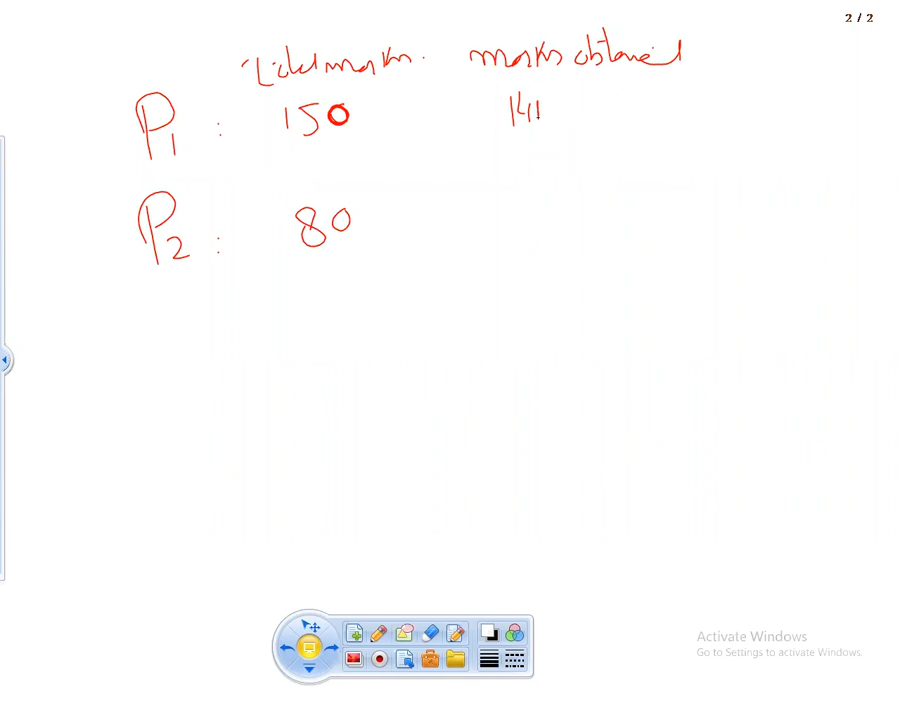 2 / 2
Total marks. marks obtained
P1 : 150 141
P2 : 80
Activate Windows
Go to Settings to activate Windows.